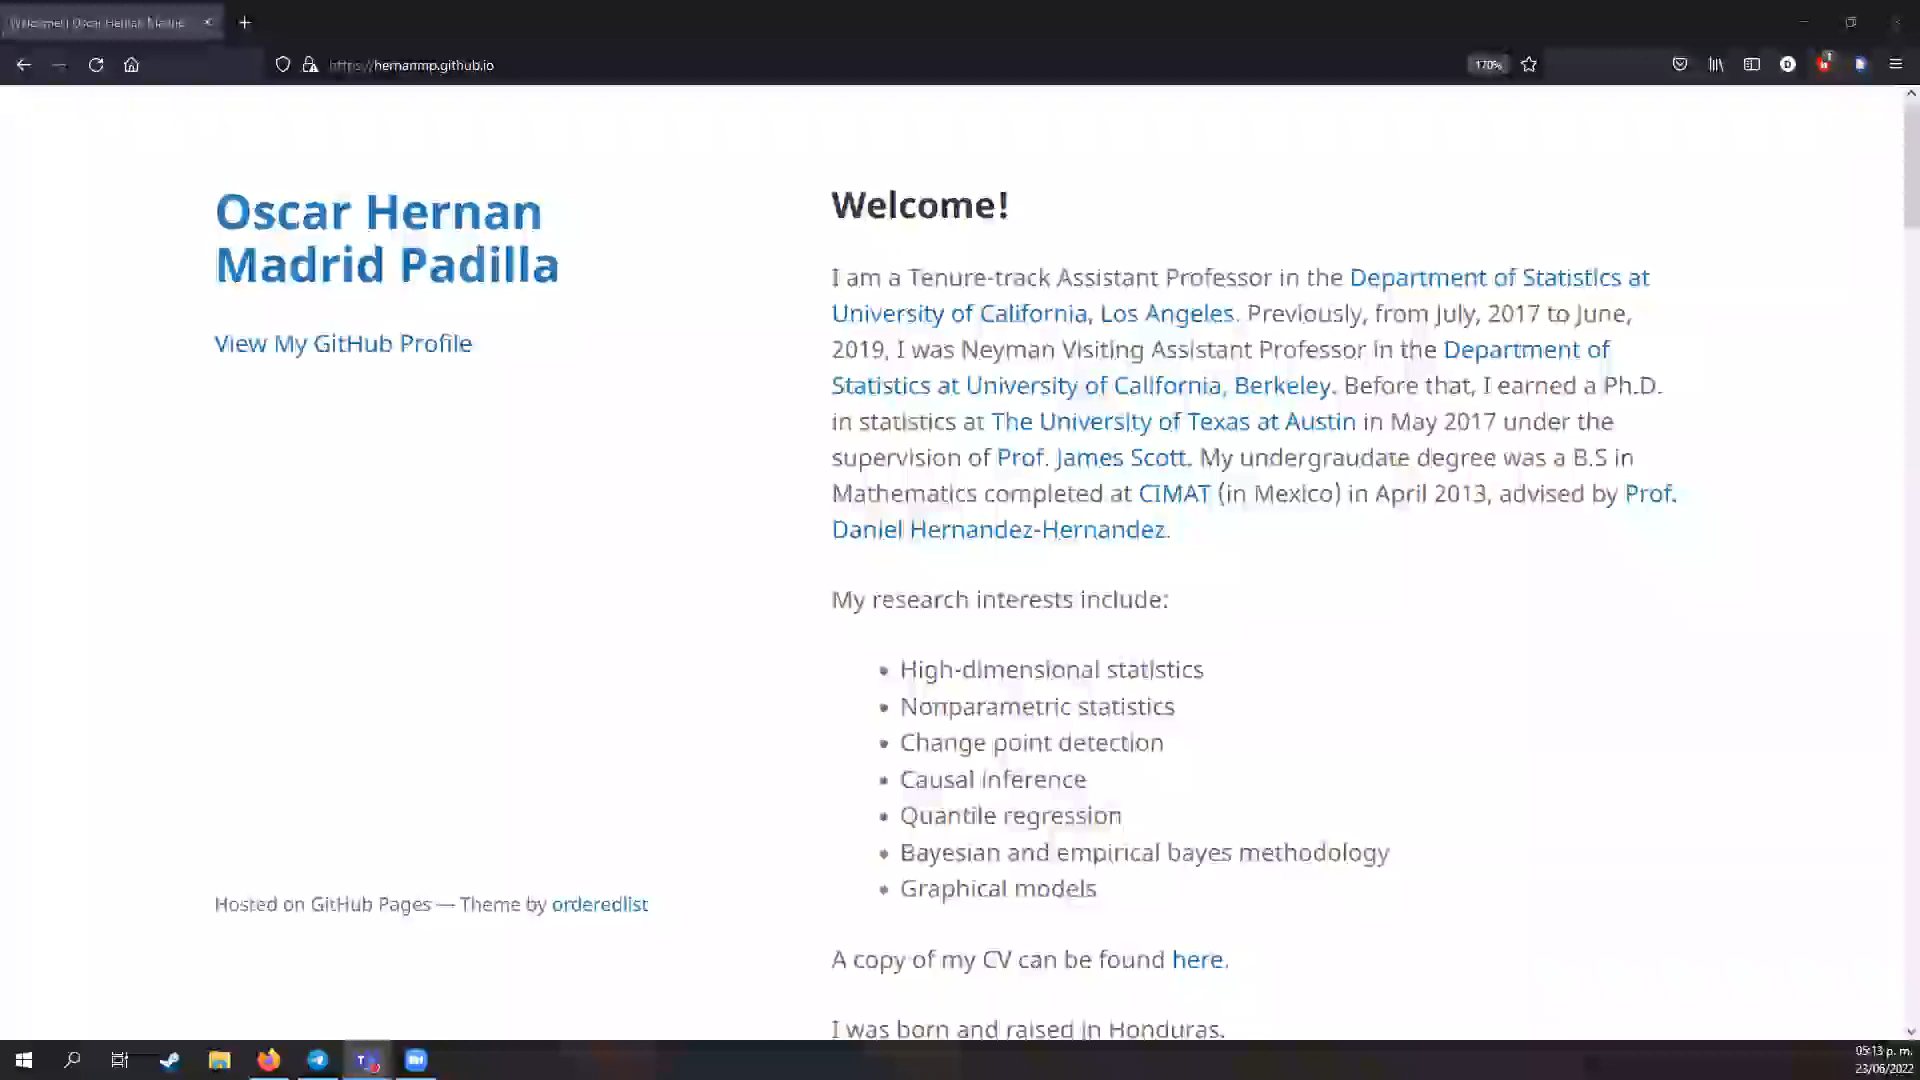 Welcome! | Oscar Hernan Madrid
https://hernanmp.github.io
170%
Oscar Hernan
Madrid Padilla
View My GitHub Profile
Hosted on GitHub Pages — Theme by orderedlist
Welcome!
I am a Tenure-track Assistant Professor in the Department of Statistics at
University of California, Los Angeles. Previously, from July, 2017 to June,
2019, I was Neyman Visiting Assistant Professor in the Department of
Statistics at University of California, Berkeley. Before that, I earned a Ph.D.
in statistics at The University of Texas at Austin in May 2017 under the
supervision of Prof. James Scott. My undergraudate degree was a B.S in
Mathematics completed at CIMAT (in Mexico) in April 2013, advised by Prof.
Daniel Hernandez-Hernandez.
My research interests include:
• High-dimensional statistics
• Nonparametric statistics
• Change point detection
• Causal inference
• Quantile regression
• Bayesian and empirical bayes methodology
• Graphical models
A copy of my CV can be found here.
I was born and raised in Honduras.
05:13 p. m.
23/06/2022